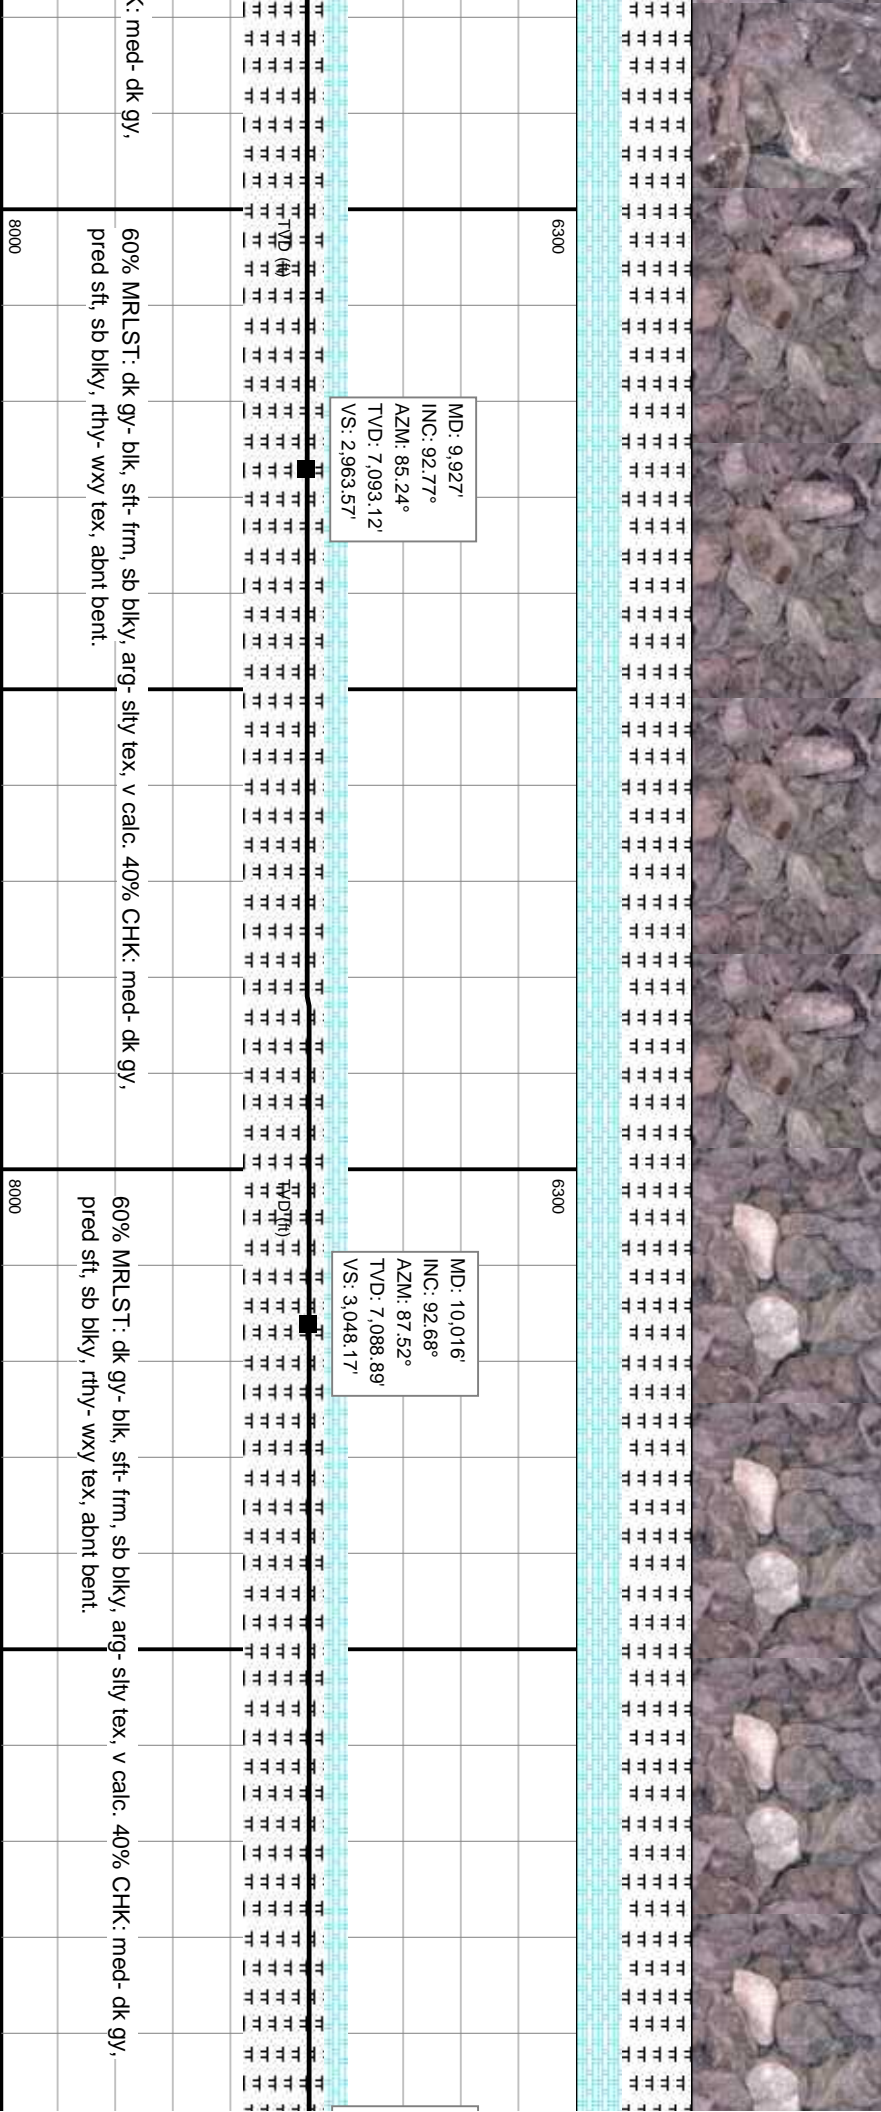 K: med- dk gy,
8000
TVD (ft)
6300
60% MRLST: dk gy- blk, sft- frm, sb blky, arg- slty tex, v calc. 40% CHK: med- dk gy,
pred sft, sb blky, rthy- wxy tex, abnt bent.
MD: 9,927'
INC: 92.77°
AZM: 85.24°
TVD: 7,093.12'
VS: 2,963.57'
8000
TVD (ft)
6300
60% MRLST: dk gy- blk, sft- frm, sb blky, arg- slty tex, v calc. 40% CHK: med- dk gy,
pred sft, sb blky, rthy- wxy tex, abnt bent.
MD: 10,016'
INC: 92.68°
AZM: 87.52°
TVD: 7,088.89'
VS: 3,048.17'